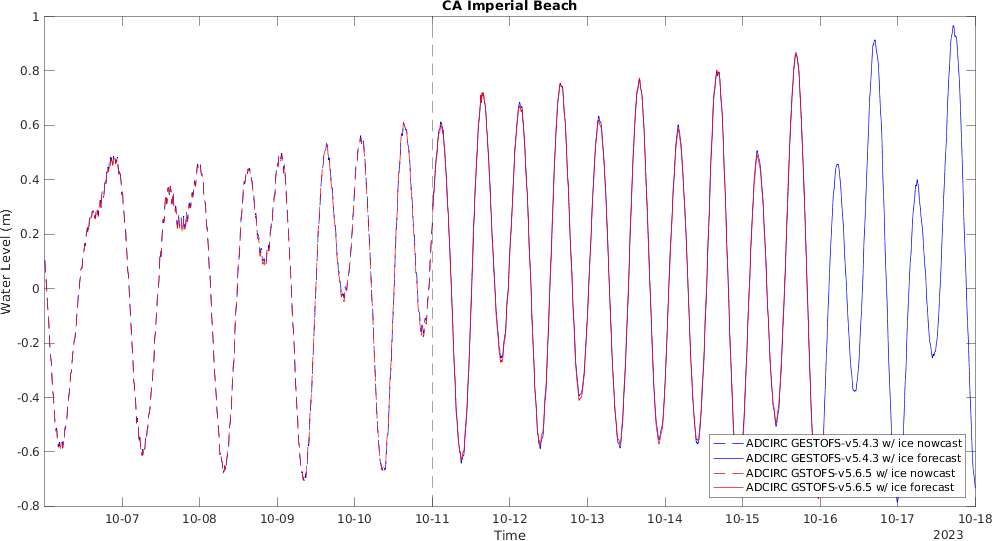 CA Imperial Beach
Water Level (m)
1
0.8
0.6
0.4
0.2
0
-0.2
-0.4
-0.6
-0.8
ADCIRC GESTOFS-v5.4.3 w/ ice nowcast
ADCIRC GESTOFS-v5.4.3 w/ ice forecast
ADCIRC GSTOFS-v5.6.5 w/ ice nowcast
ADCIRC GSTOFS-v5.6.5 w/ ice forecast
10-07 10-08 10-09 10-10 10-11 10-12 10-13 10-14 10-15 10-16 10-17 10-18
Time
2023